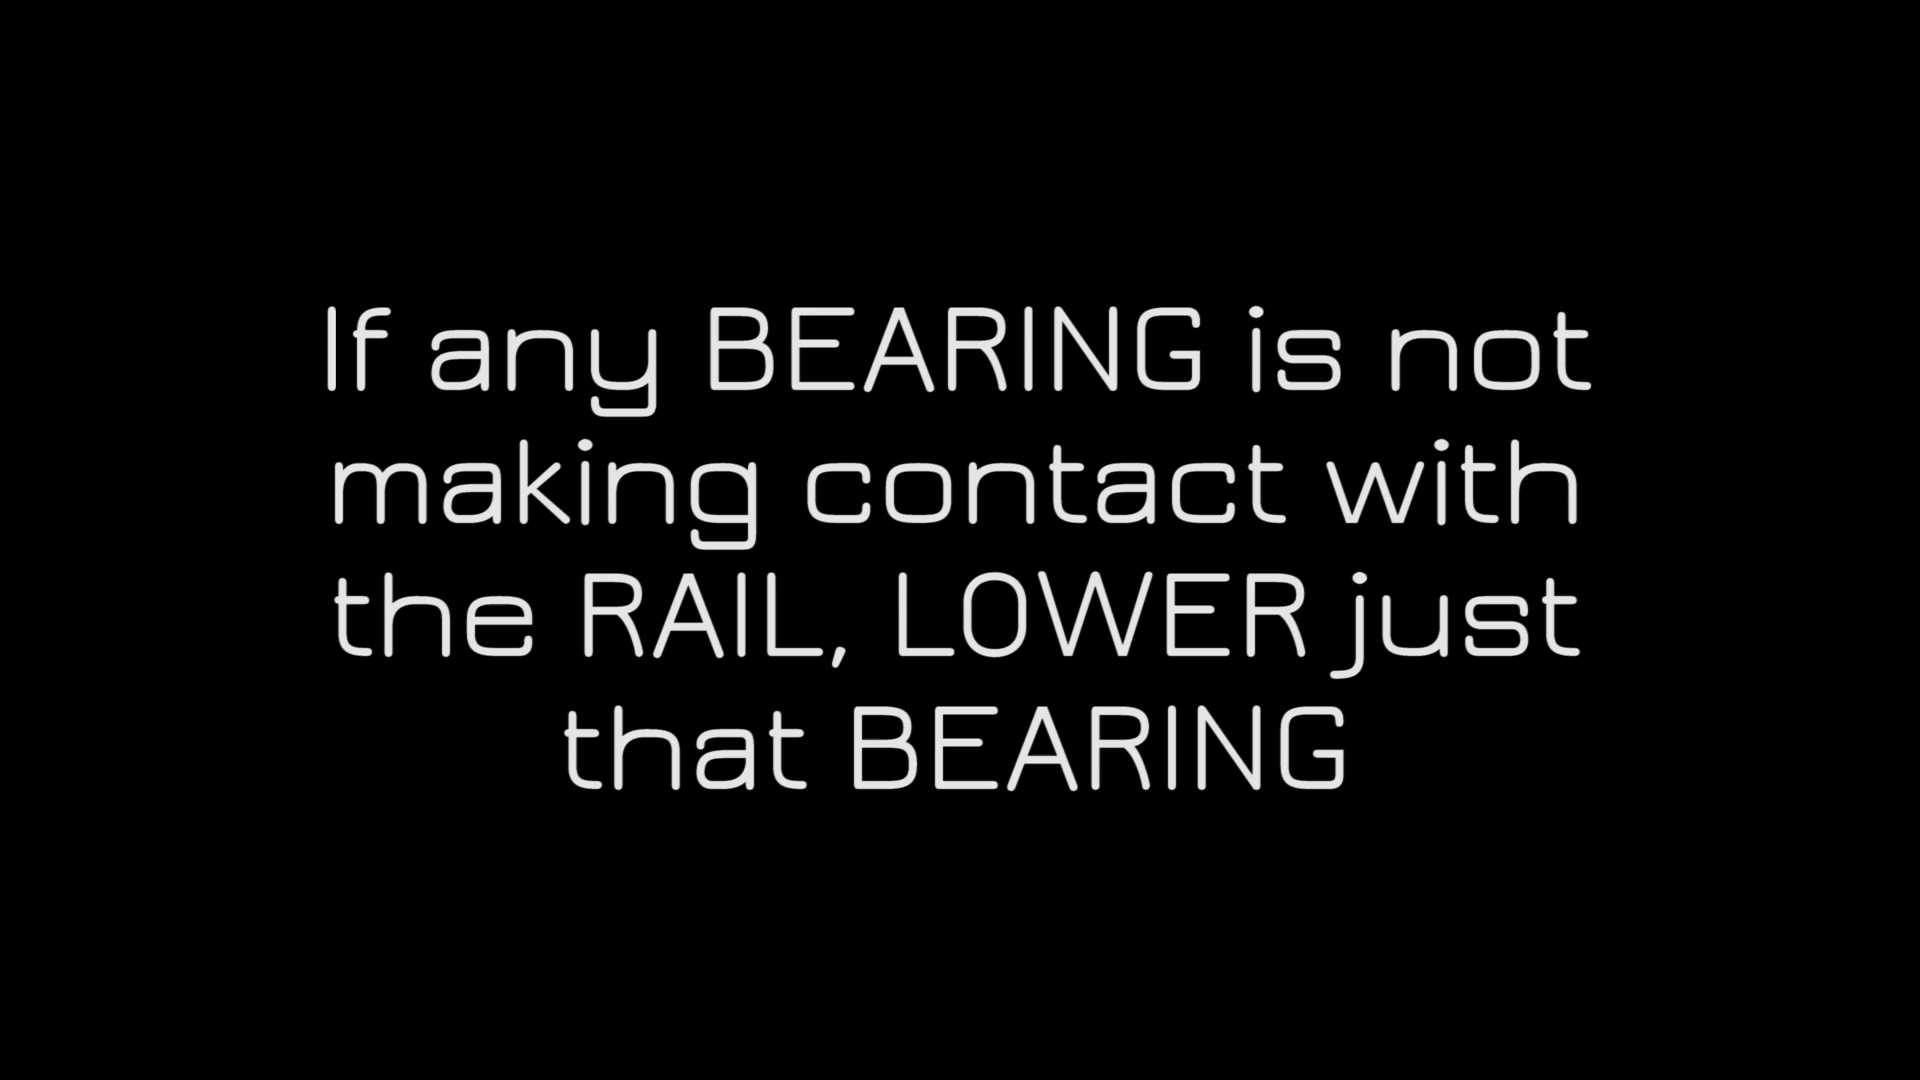 If any BEARING is not
making contact with
the RAIL, LOWER just
that BEARING